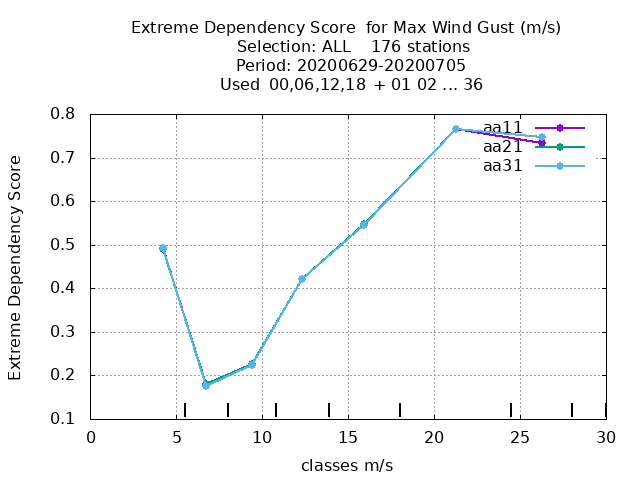 Extreme Dependency Score  for Max Wind Gust (m/s)
Selection: ALL    176 stations
Period: 20200629-20200705
Used  00,06,12,18  + 01 02 ... 36
Extreme Dependency Score
0.8
0.7
0.6
0.5
0.4
0.3
0.2
0.1
aa11
aa21
aa31
0 5 10 15 20 25 30
classes m/s